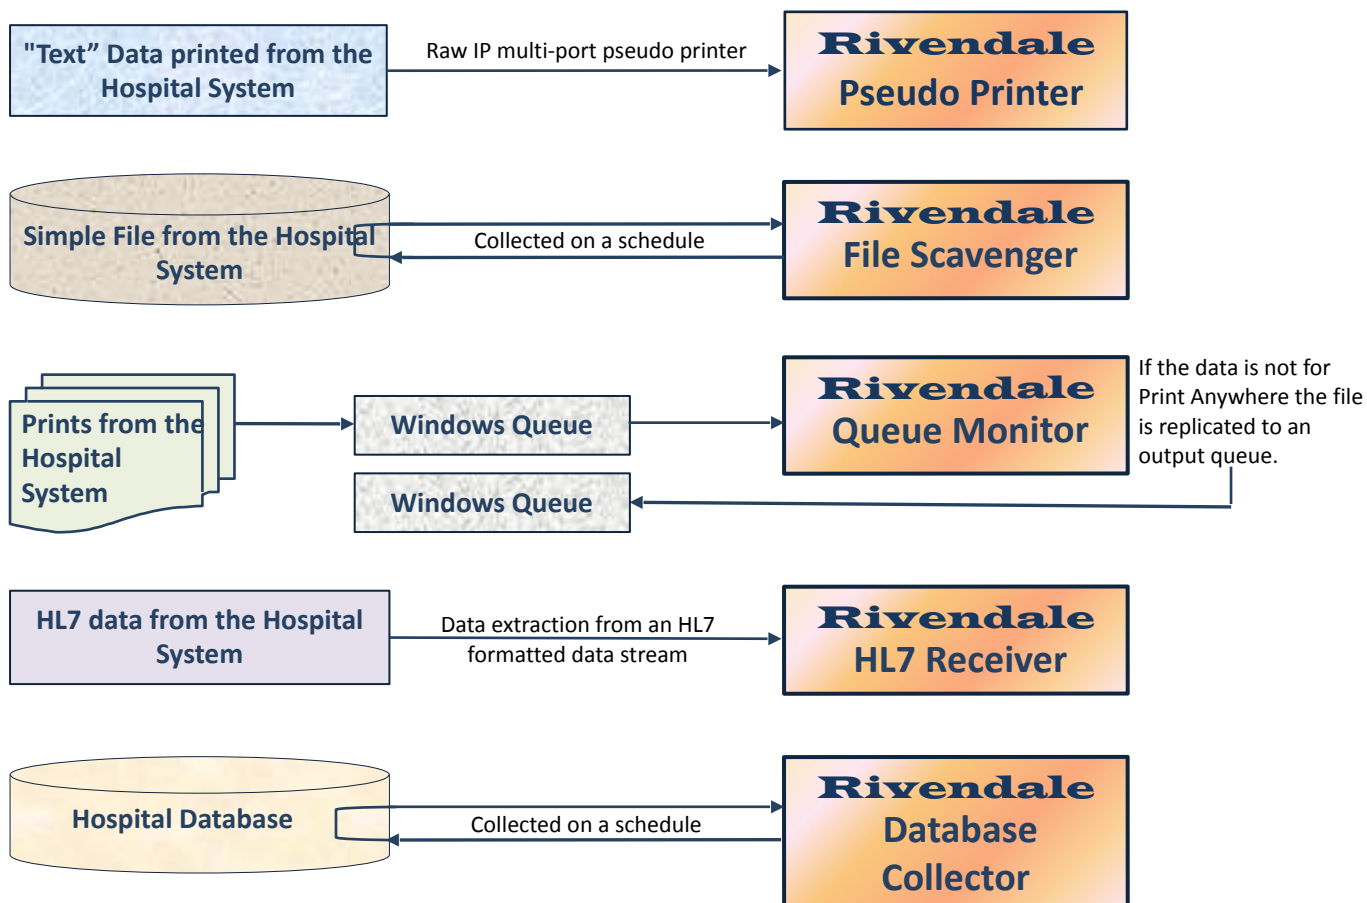 "Text” Data printed from the
Hospital System
Raw IP multi-port pseudo printer
Rivendale
Pseudo Printer
Simple File from the Hospital
System
Collected on a schedule
Rivendale
File Scavenger
Prints from the
Hospital
System
Windows Queue
Windows Queue
Rivendale
Queue Monitor
If the data is not for
Print Anywhere the file
is replicated to an
output queue.
HL7 data from the Hospital
System
Data extraction from an HL7
formatted data stream
Rivendale
HL7 Receiver
Hospital Database
Collected on a schedule
Rivendale
Database
Collector